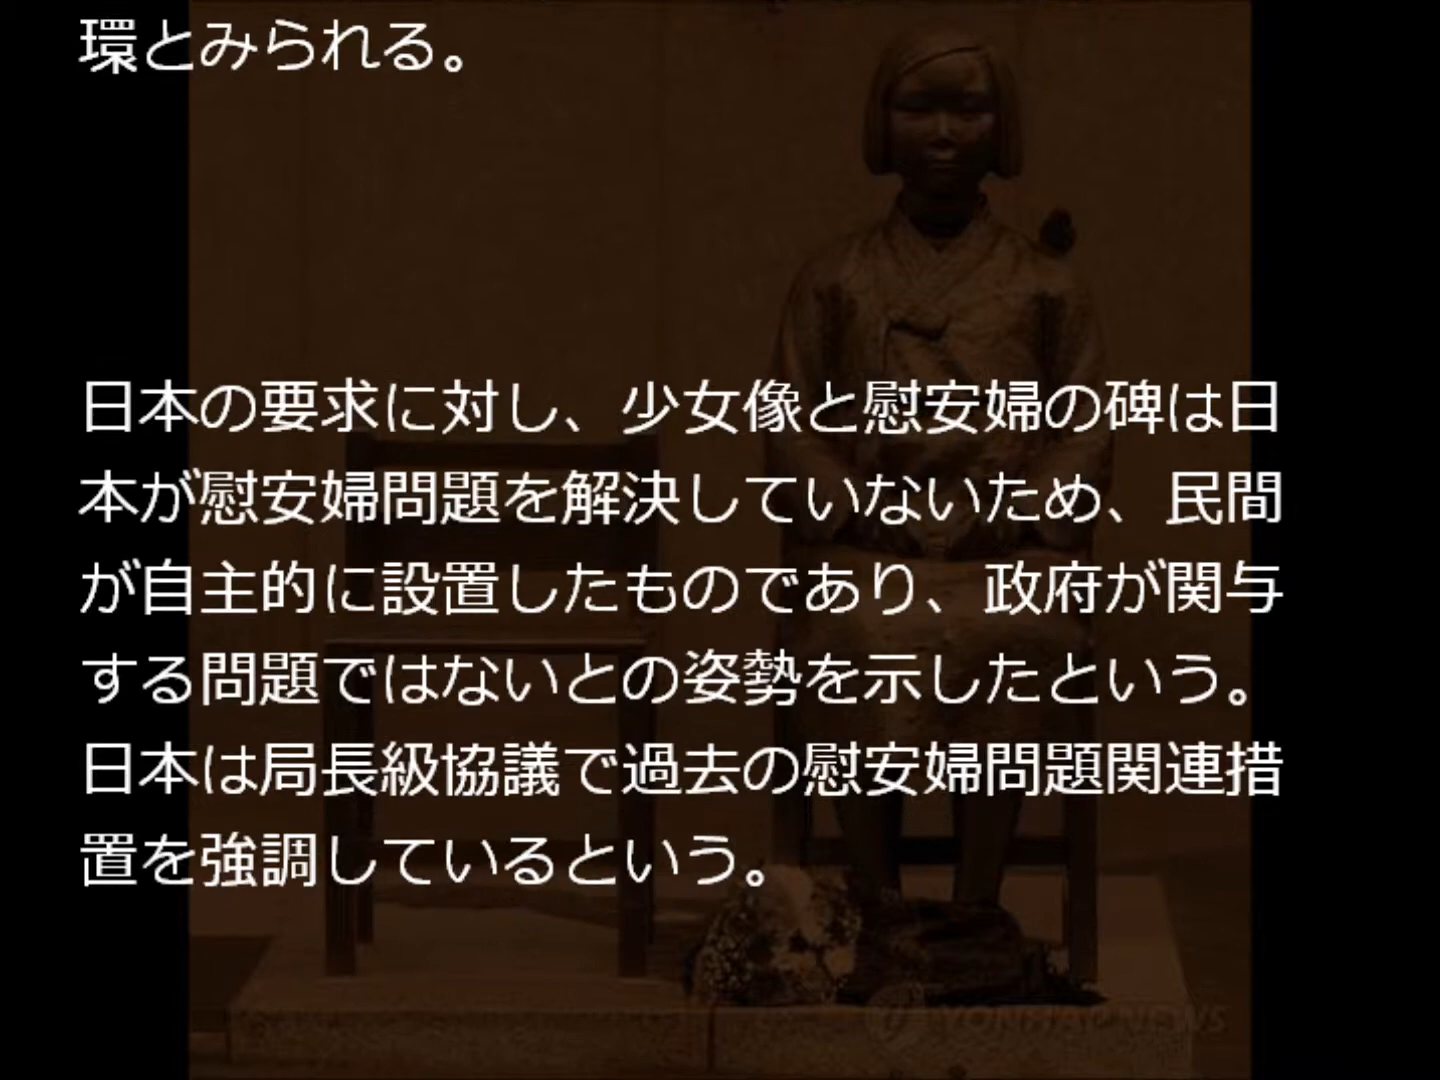 環とみられる。
日本の要求に対し、少女像と慰安婦の碑は日
本が慰安婦問題を解決していないため、民間
が自主的に設置したものであり、政府が関与
する問題ではないとの姿勢を示したという。
日本は局長級協議で過去の慰安婦問題関連措
置を強調しているという。
YONHAP NEWS